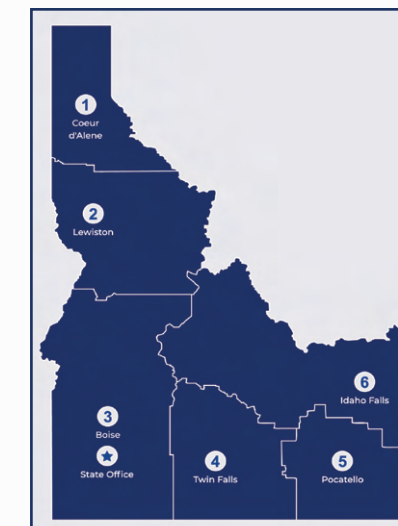 1
Coeur
d'Alene
2
Lewiston
3
Boise
State Office
4
Twin Falls
5
Pocatello
6
Idaho Falls